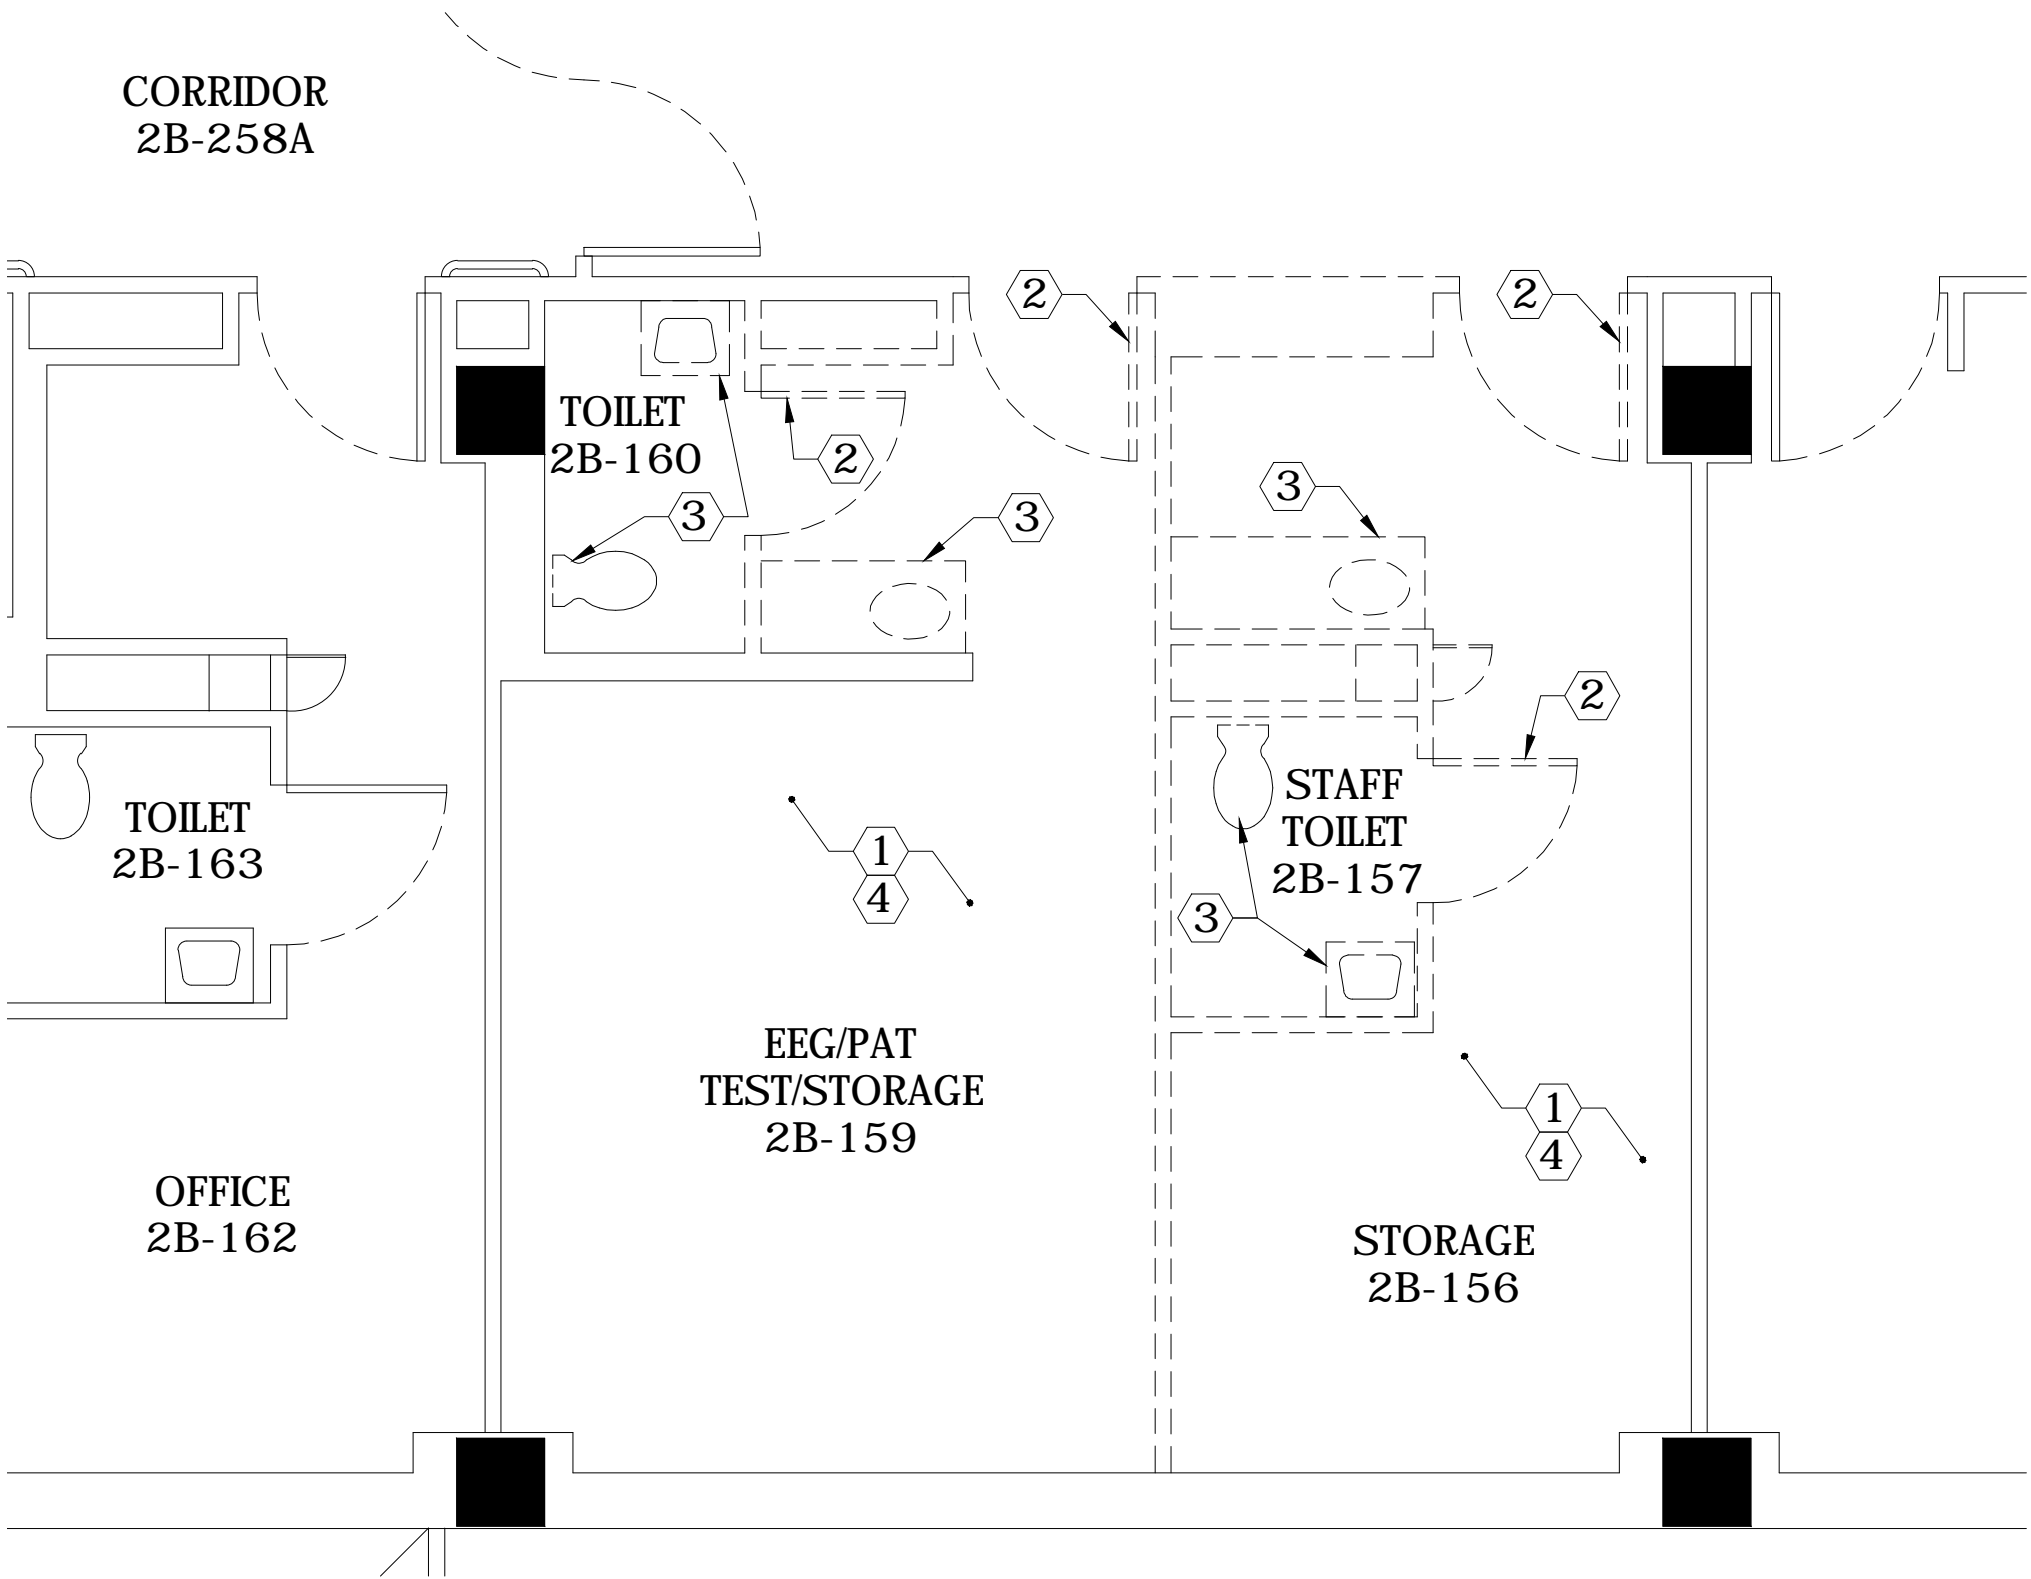 CORRIDOR
2B-258A
2
2
TOILET
2B-160
2
3
3
3
2
TOILET
2B-163
STAFF
TOILET
2B-157
1
4
3
EEG/PAT
TEST/STORAGE
2B-159
1
4
OFFICE
2B-162
STORAGE
2B-156